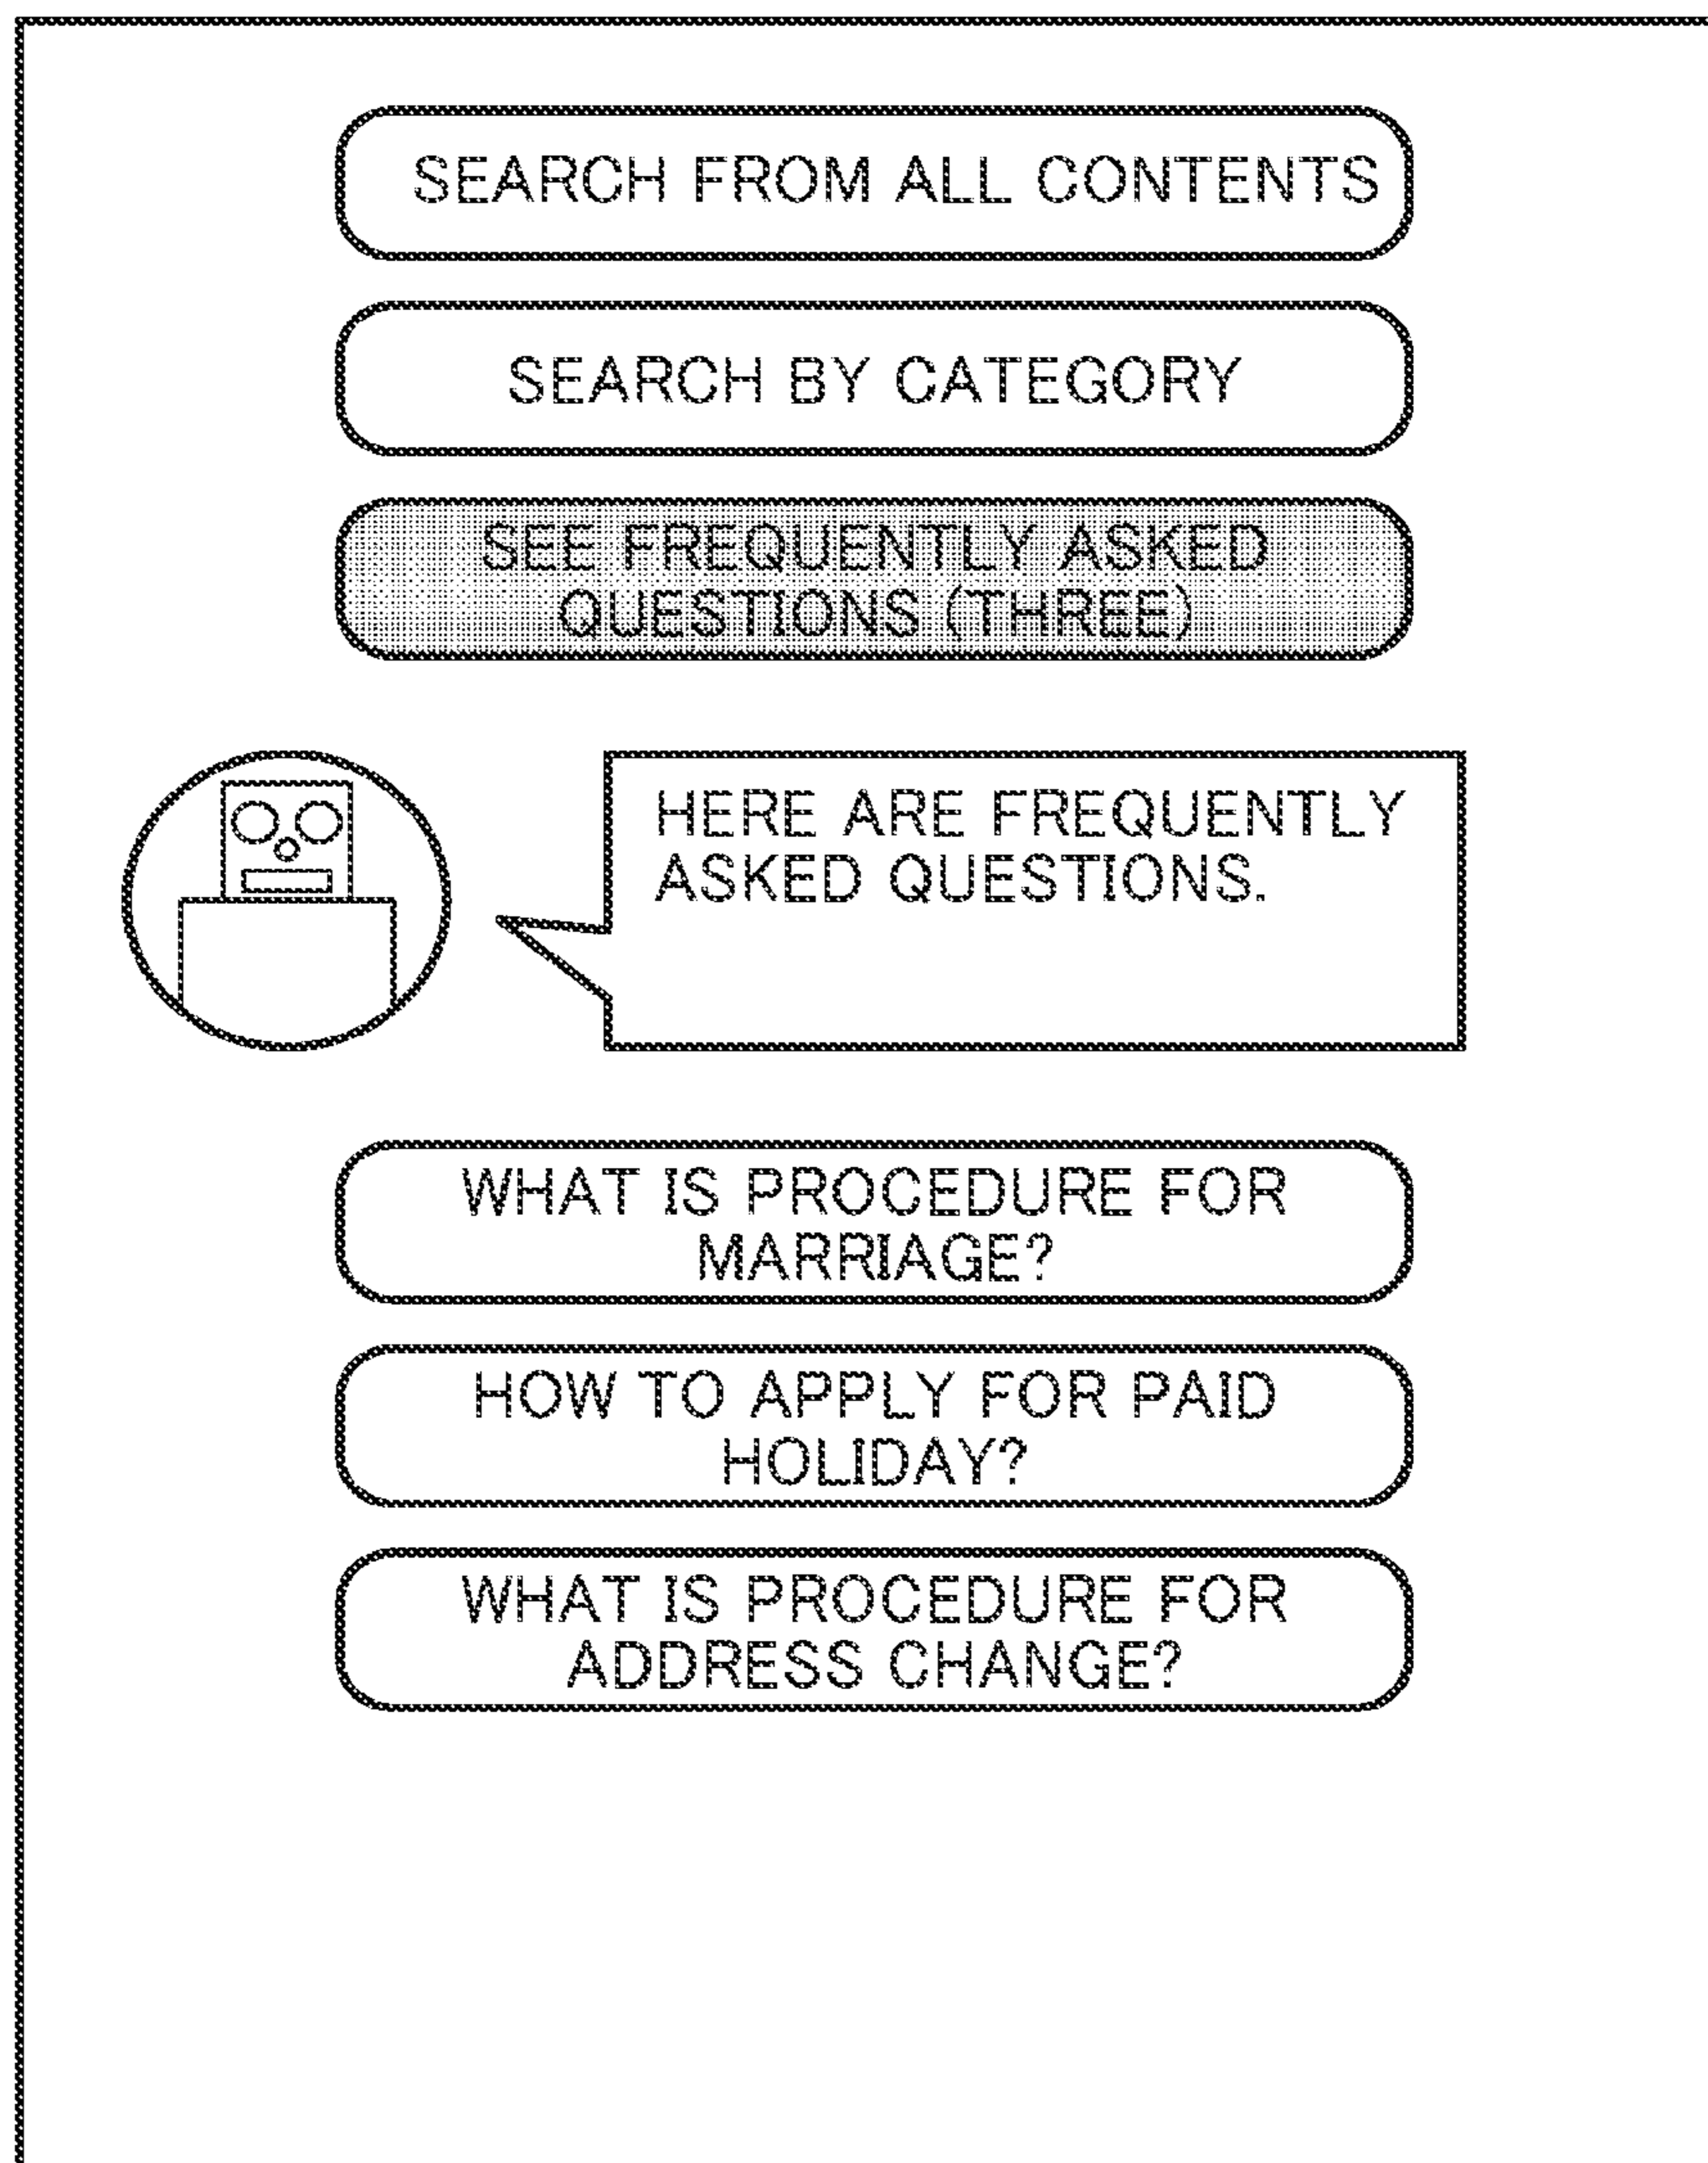 SEARCH FROM ALL CONTENTS
SEARCH BY CATEGORY
SEE FREQUENTLY ASKED
QUESTIONS (THREE)
HERE ARE FREQUENTLY
ASKED QUESTIONS.
WHAT IS PROCEDURE FOR
MARRIAGE?
HOW TO APPLY FOR PAID
HOLIDAY?
WHAT IS PROCEDURE FOR
ADDRESS CHANGE?